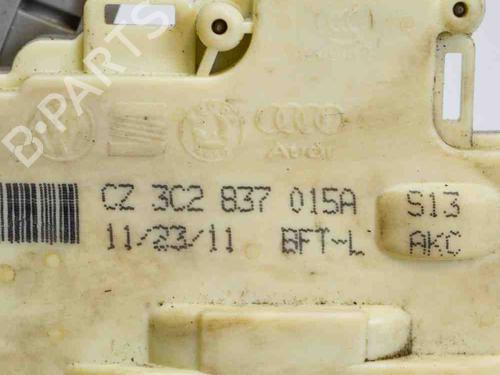 B-PARTS
Audi
CZ 3C2 837 015A S13
11/23/11 BFT-L AKC